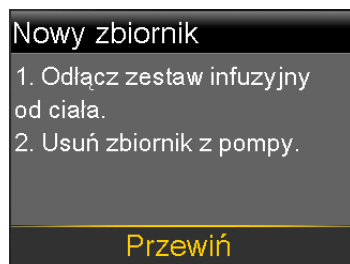 Nowy zbiornik
1. Odłącz zestaw infuzyjny
od ciała.
2. Usuń zbiornik z pompy.
Przewiń